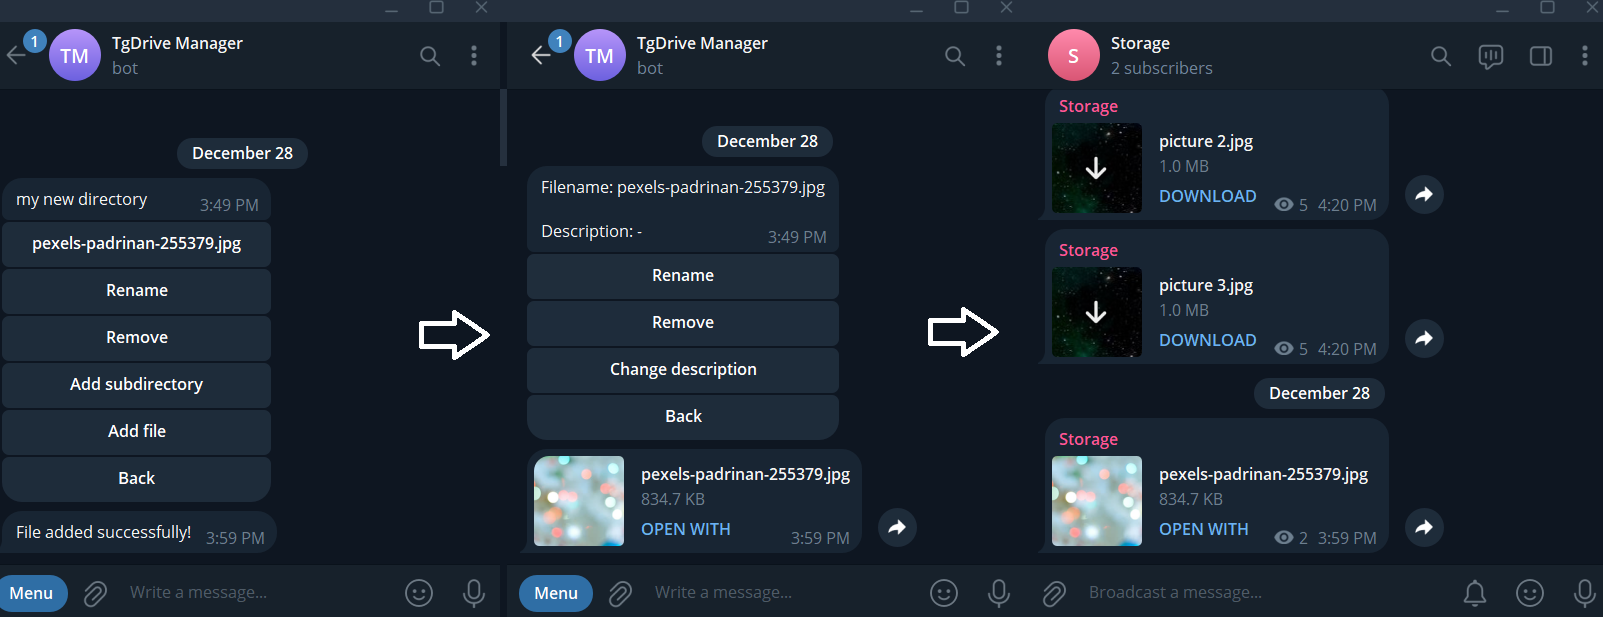 1
TM
TgDrive Manager
bot
December 28
my new directory
3:49 PM
pexels-padrinan-255379.jpg
Rename
Remove
Add subdirectory
Add file
Back
File added successfully!
3:59 PM
Menu
Write a message...
1
TM
TgDrive Manager
bot
December 28
Filename: pexels-padrinan-255379.jpg
Description: -
3:49 PM
Rename
Remove
Change description
Back
pexels-padrinan-255379.jpg
834.7 KB
OPEN WITH
3:59 PM
Menu
Write a message...
S
Storage
2 subscribers
Storage
picture 2.jpg
1.0 MB
DOWNLOAD
5 4:20 PM
Storage
picture 3.jpg
1.0 MB
DOWNLOAD
5 4:20 PM
December 28
Storage
pexels-padrinan-255379.jpg
834.7 KB
OPEN WITH
2 3:59 PM
Broadcast a message...